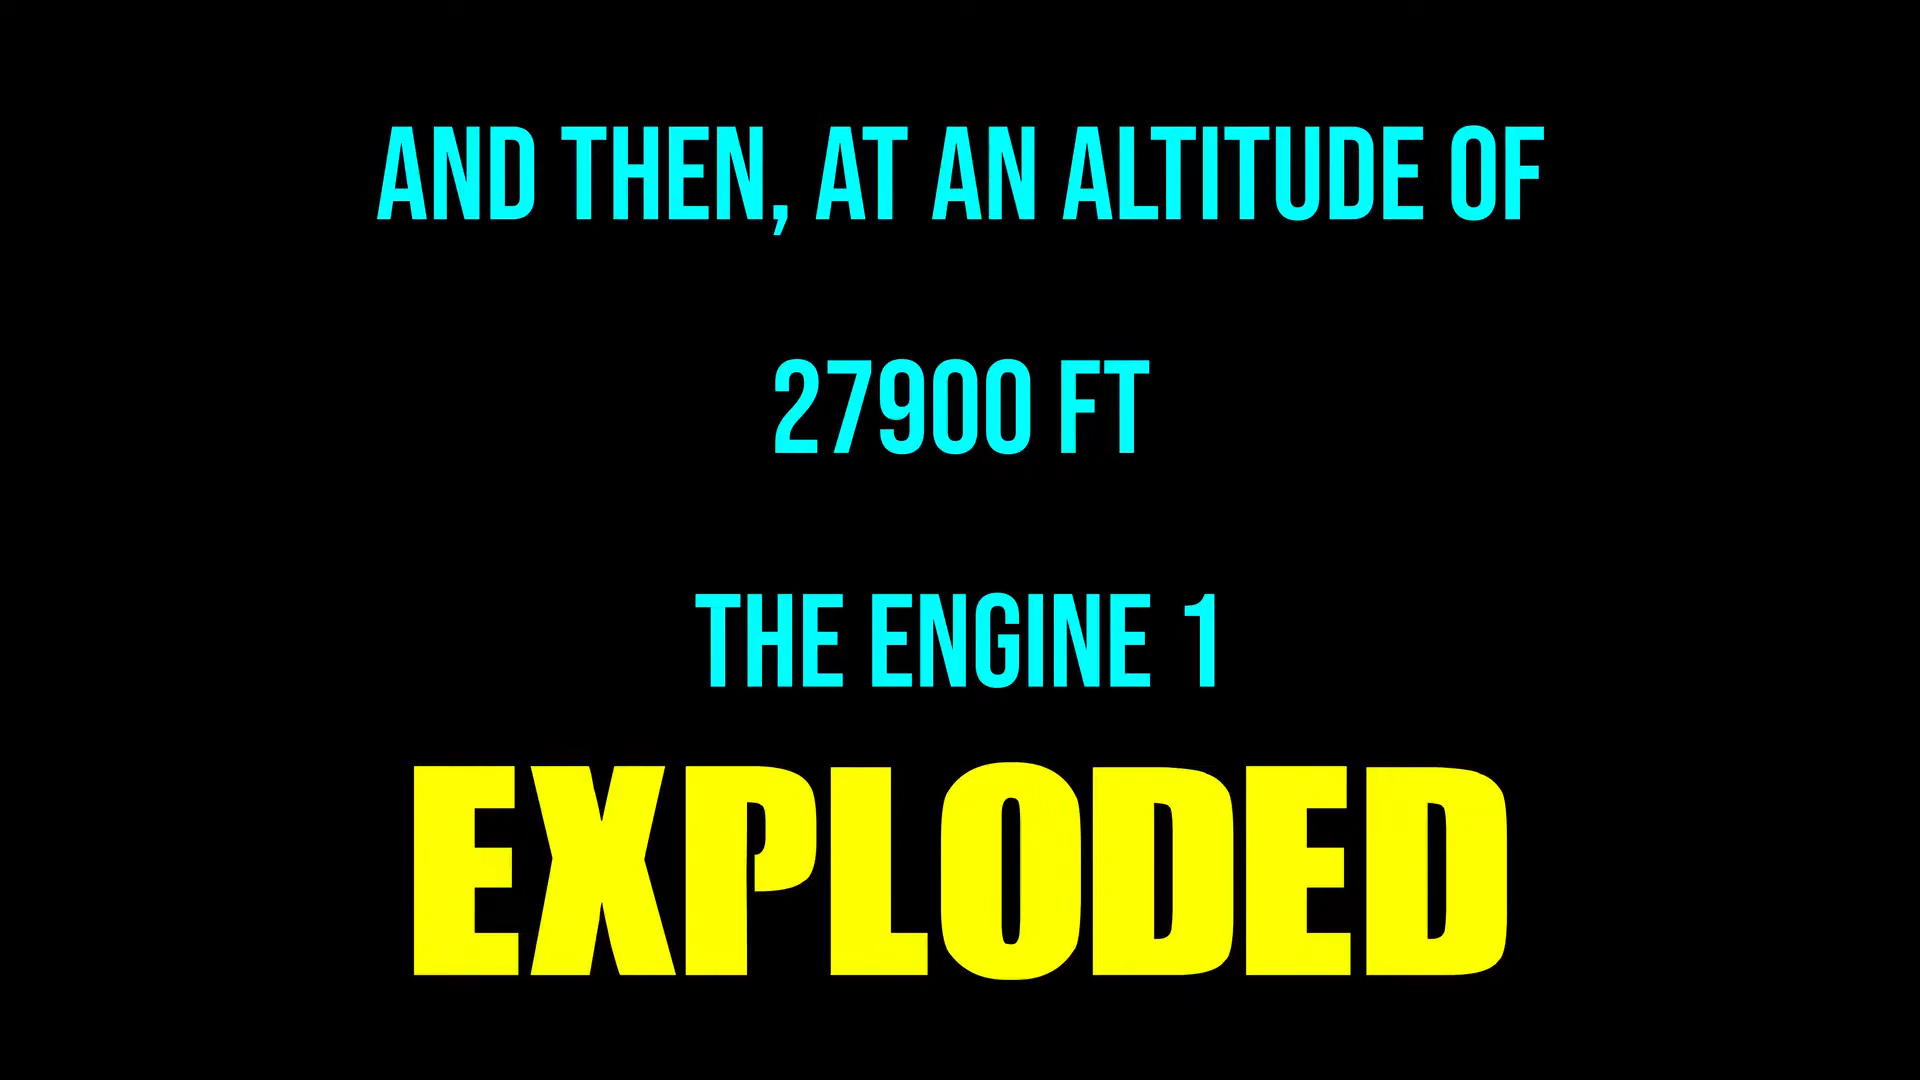 AND THEN, AT AN ALTITUDE OF
27900 FT
THE ENGINE 1
EXPLODED